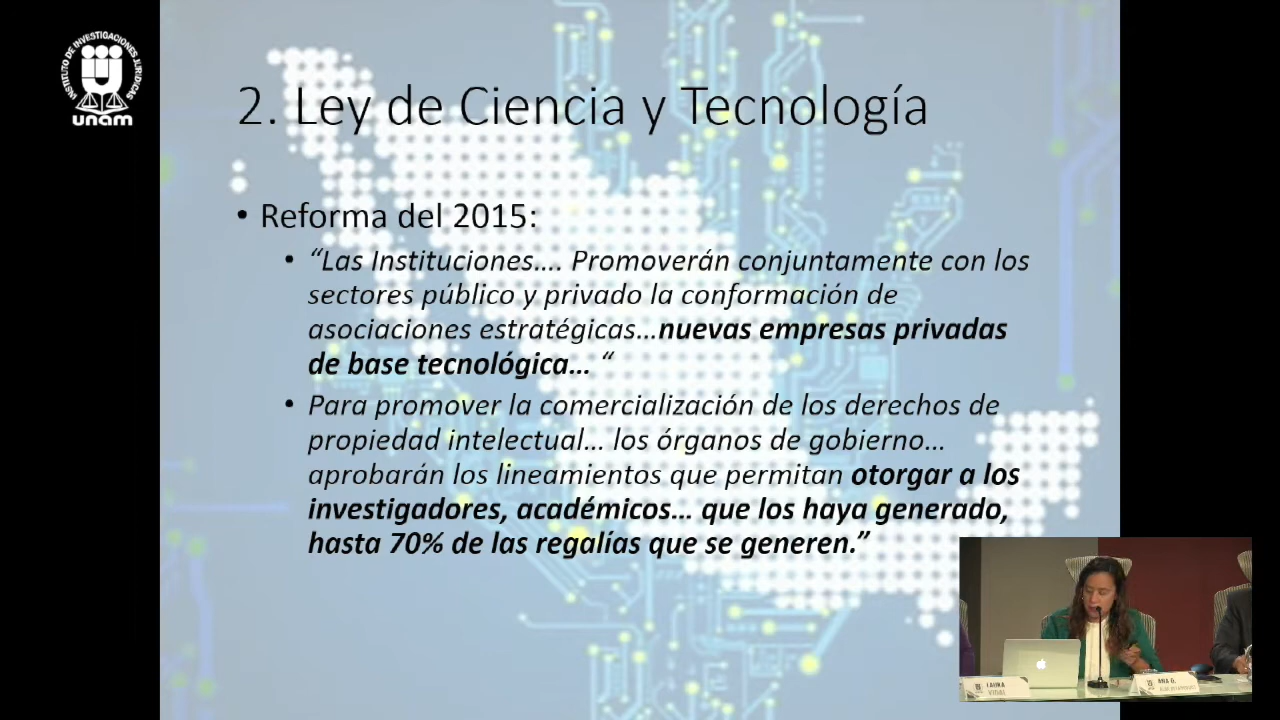 INSTITUTO DE INVESTIGACIONES JURIDICAS
unam
2. Ley de Ciencia y Tecnología
• Reforma del 2015:
• “Las Instituciones.... Promoverán conjuntamente con los
sectores público y privado la conformación de
asociaciones estratégicas...nuevas empresas privadas
de base tecnológica... “
• Para promover la comercialización de los derechos de
propiedad intelectual... los órganos de gobierno...
aprobarán los lineamientos que permitan otorgar a los
investigadores, académicos... que los haya generado,
hasta 70% de las regalías que se generen.”
LAURA
VIDAL
ANA G.